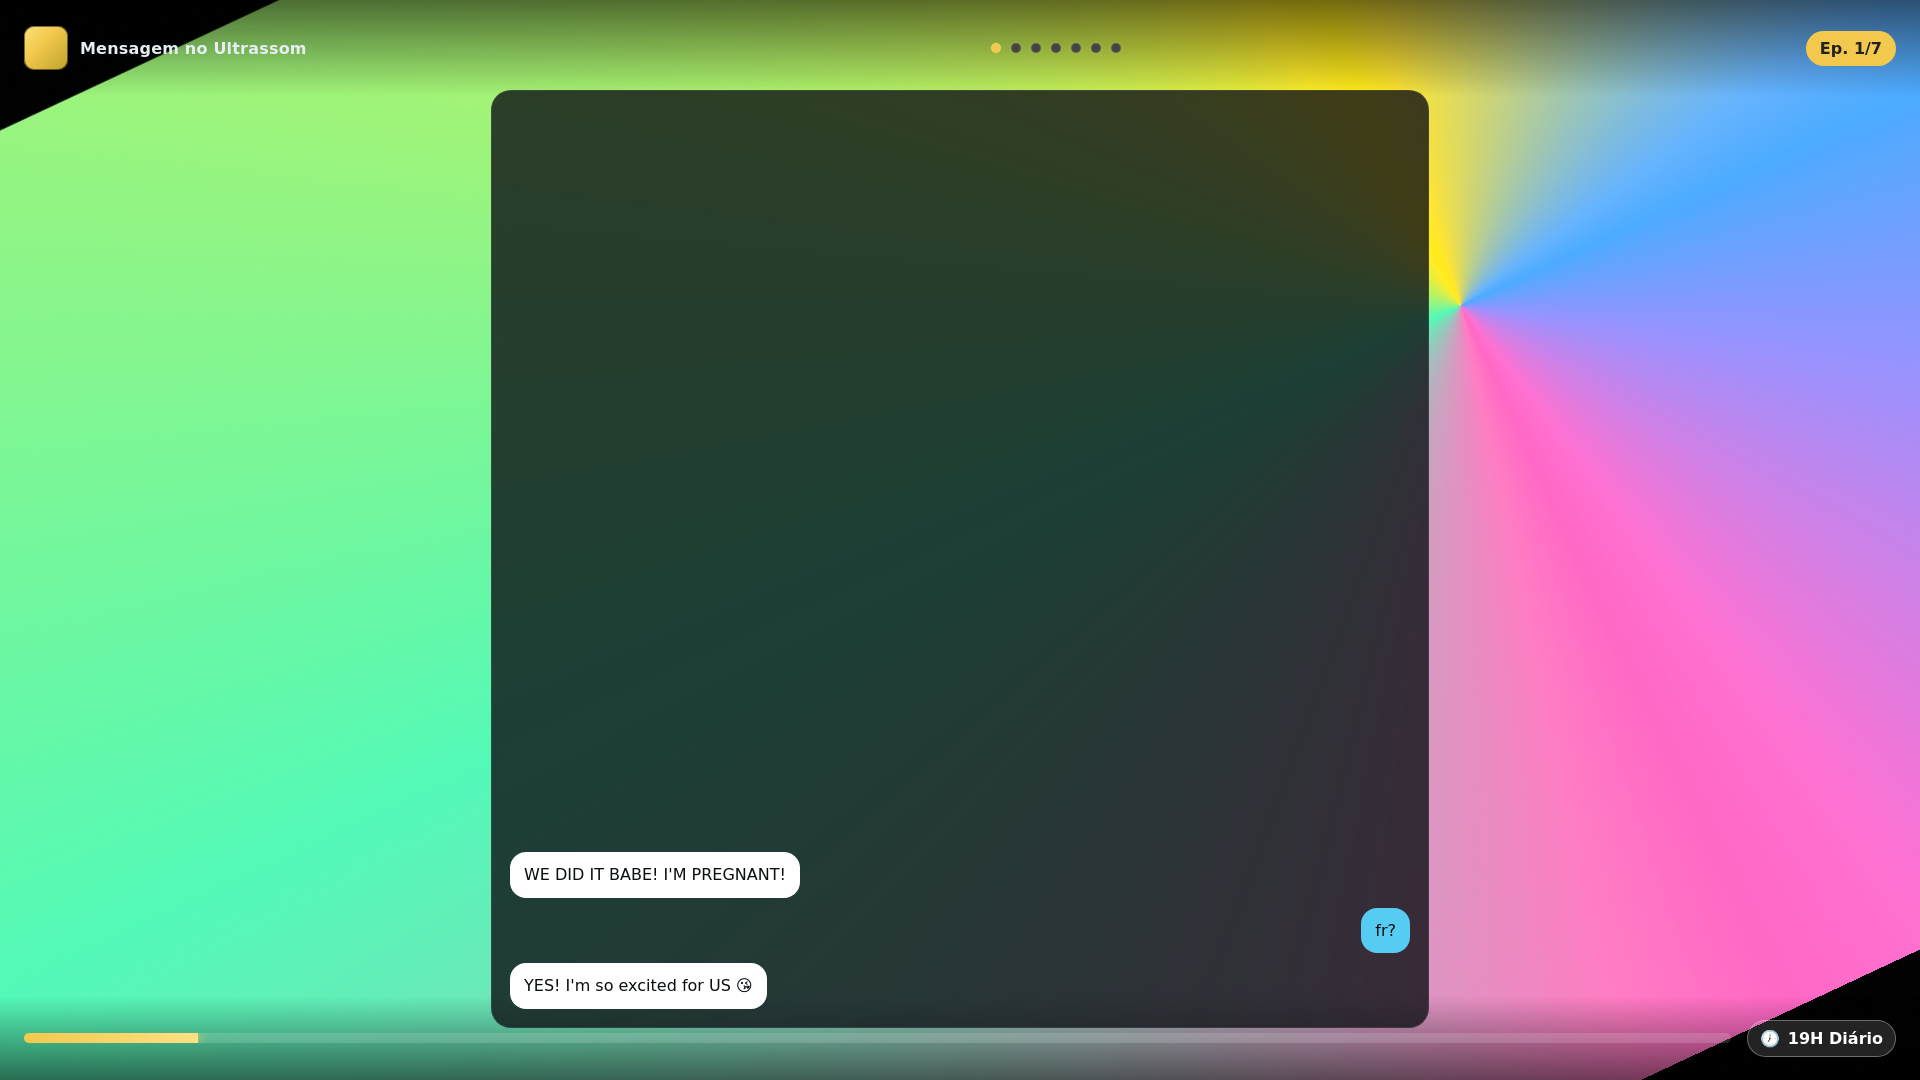 Mensagem no Ultrassom
Ep. 1/7
WE DID IT BABE! I'M PREGNANT!
fr?
YES! I'm so excited for US 😘
🕖 19H Diário